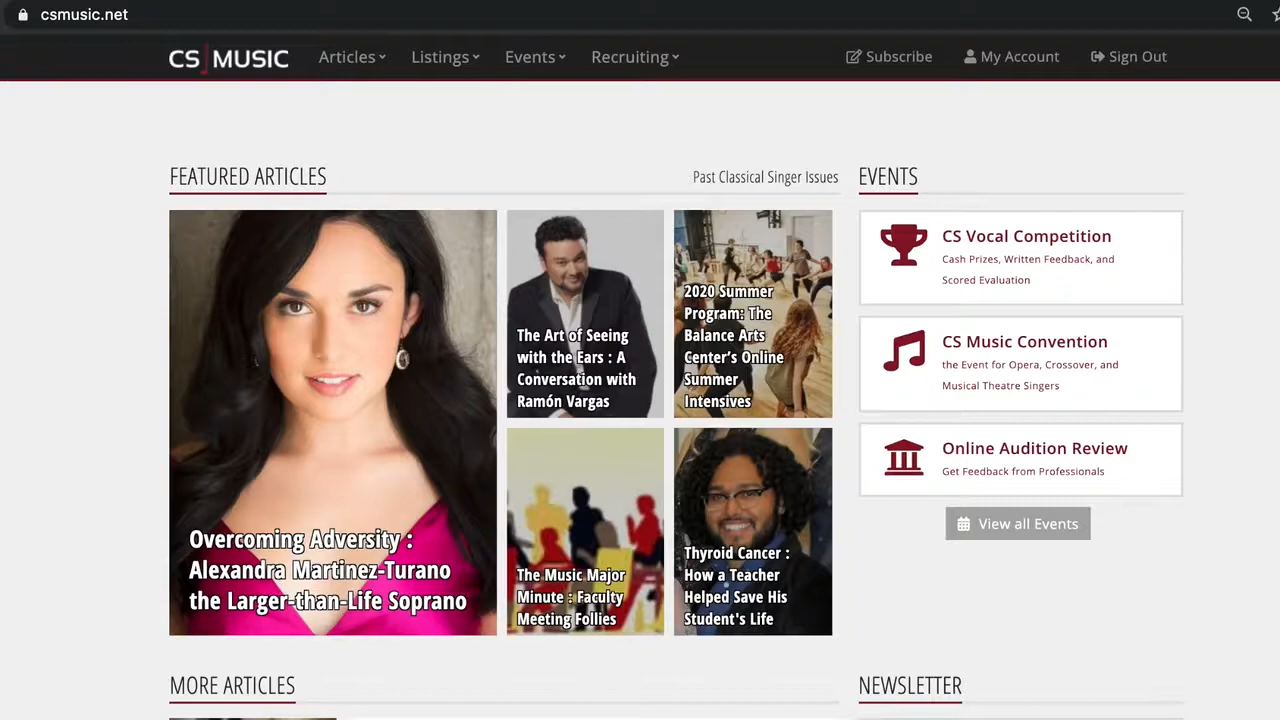 csmusic.net
CS MUSIC
Articles
Listings
Events
Recruiting
Subscribe
My Account
Sign Out
FEATURED ARTICLES
Past Classical Singer Issues
EVENTS
Overcoming Adversity :
Alexandra Martinez-Turano
the Larger-than-Life Soprano
The Art of Seeing
with the Ears : A
Conversation with
Ramón Vargas
2020 Summer
Program: The
Balance Arts
Center's Online
Summer
Intensives
The Music Major
Minute : Faculty
Meeting Follies
Thyroid Cancer :
How a Teacher
Helped Save His
Student's Life
CS Vocal Competition
Cash Prizes, Written Feedback, and
Scored Evaluation
CS Music Convention
the Event for Opera, Crossover, and
Musical Theatre Singers
Online Audition Review
Get Feedback from Professionals
View all Events
MORE ARTICLES
NEWSLETTER